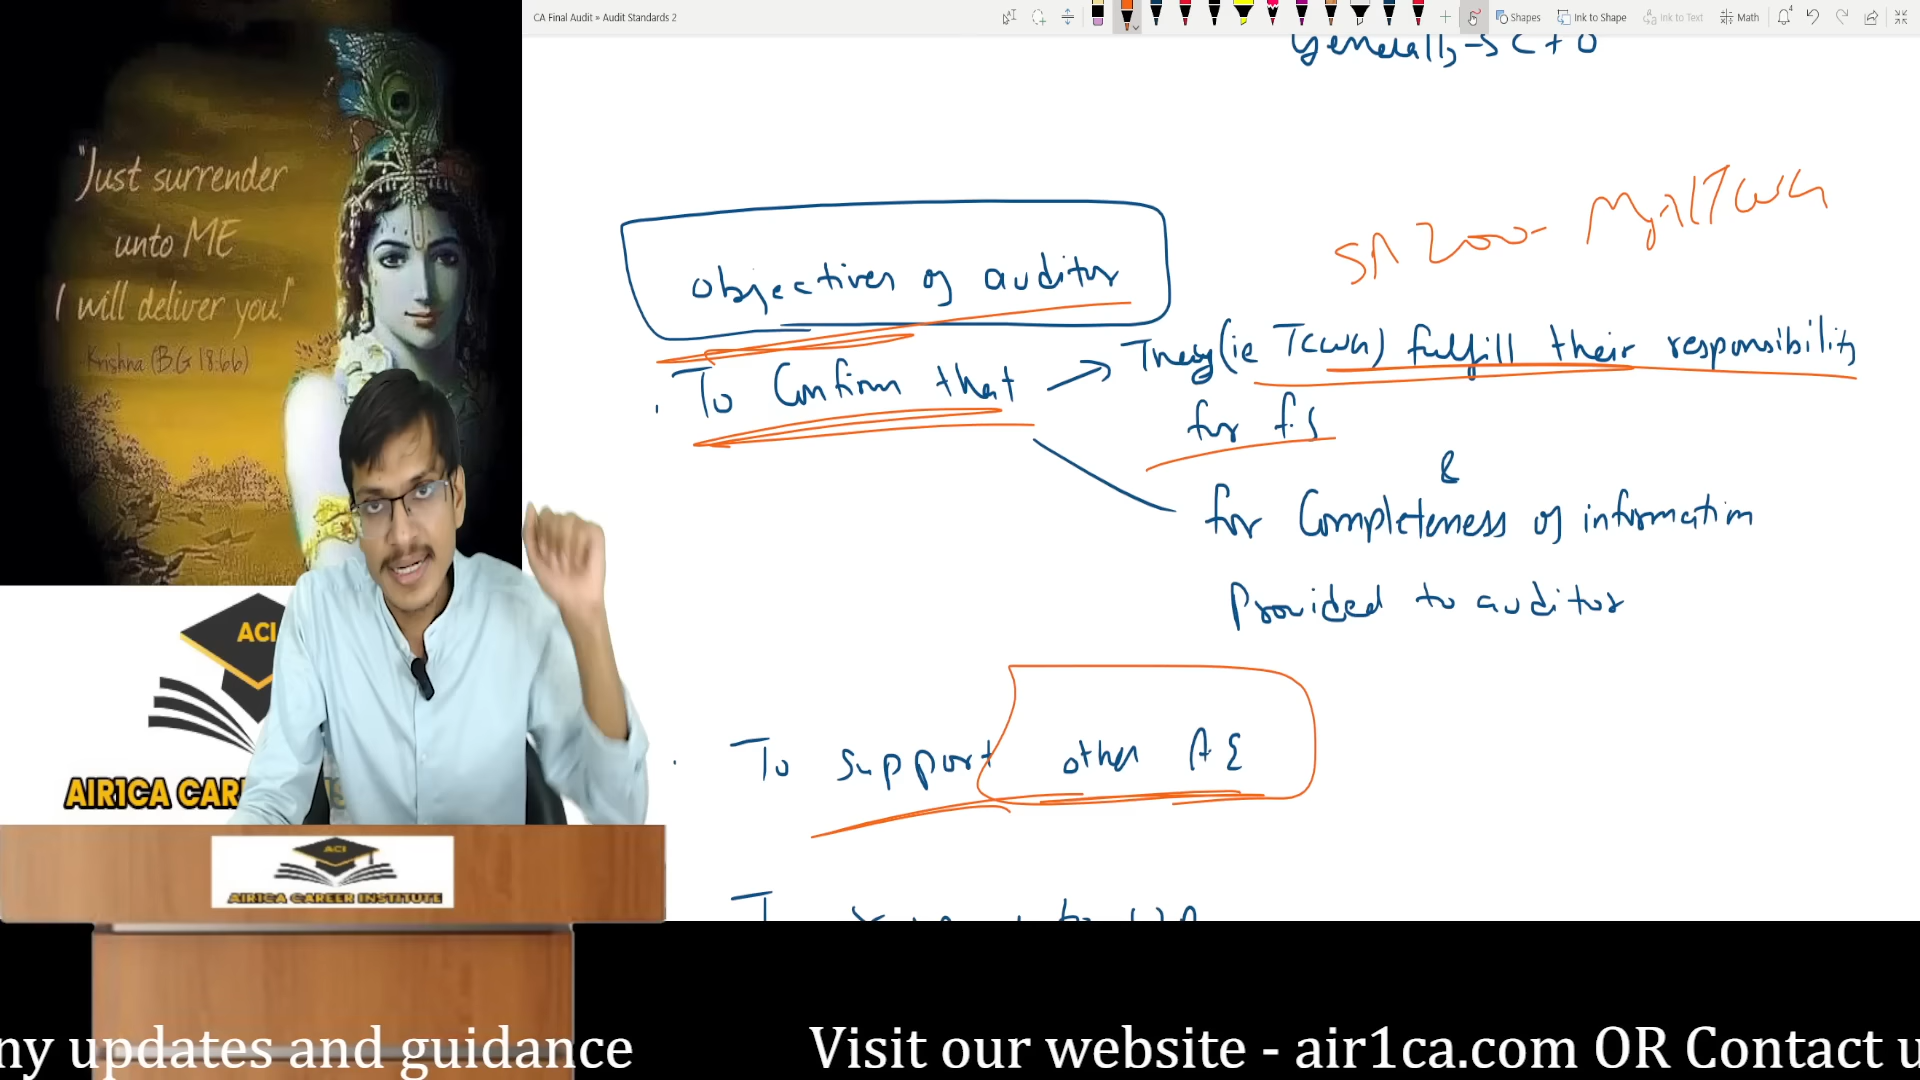 CA Final Audit » Audit Standards 2
Shapes
Ink to Shape
Ink to Text
Math
"Just surrender
unto ME
I will deliver you!"
Krishna (B.G 18:66)
SA 200-
Objectives of auditor
To Confirm that
They (ie TCWG) fulfill their responsibility
for f.s
&
for Completeness of information
Provided to auditor
To support other AE
ACI
AIR1CA CAR
ACI
AIR1CA CAREER INSTITUTE
ny updates and guidance
Visit our website - air1ca.com OR Contact u